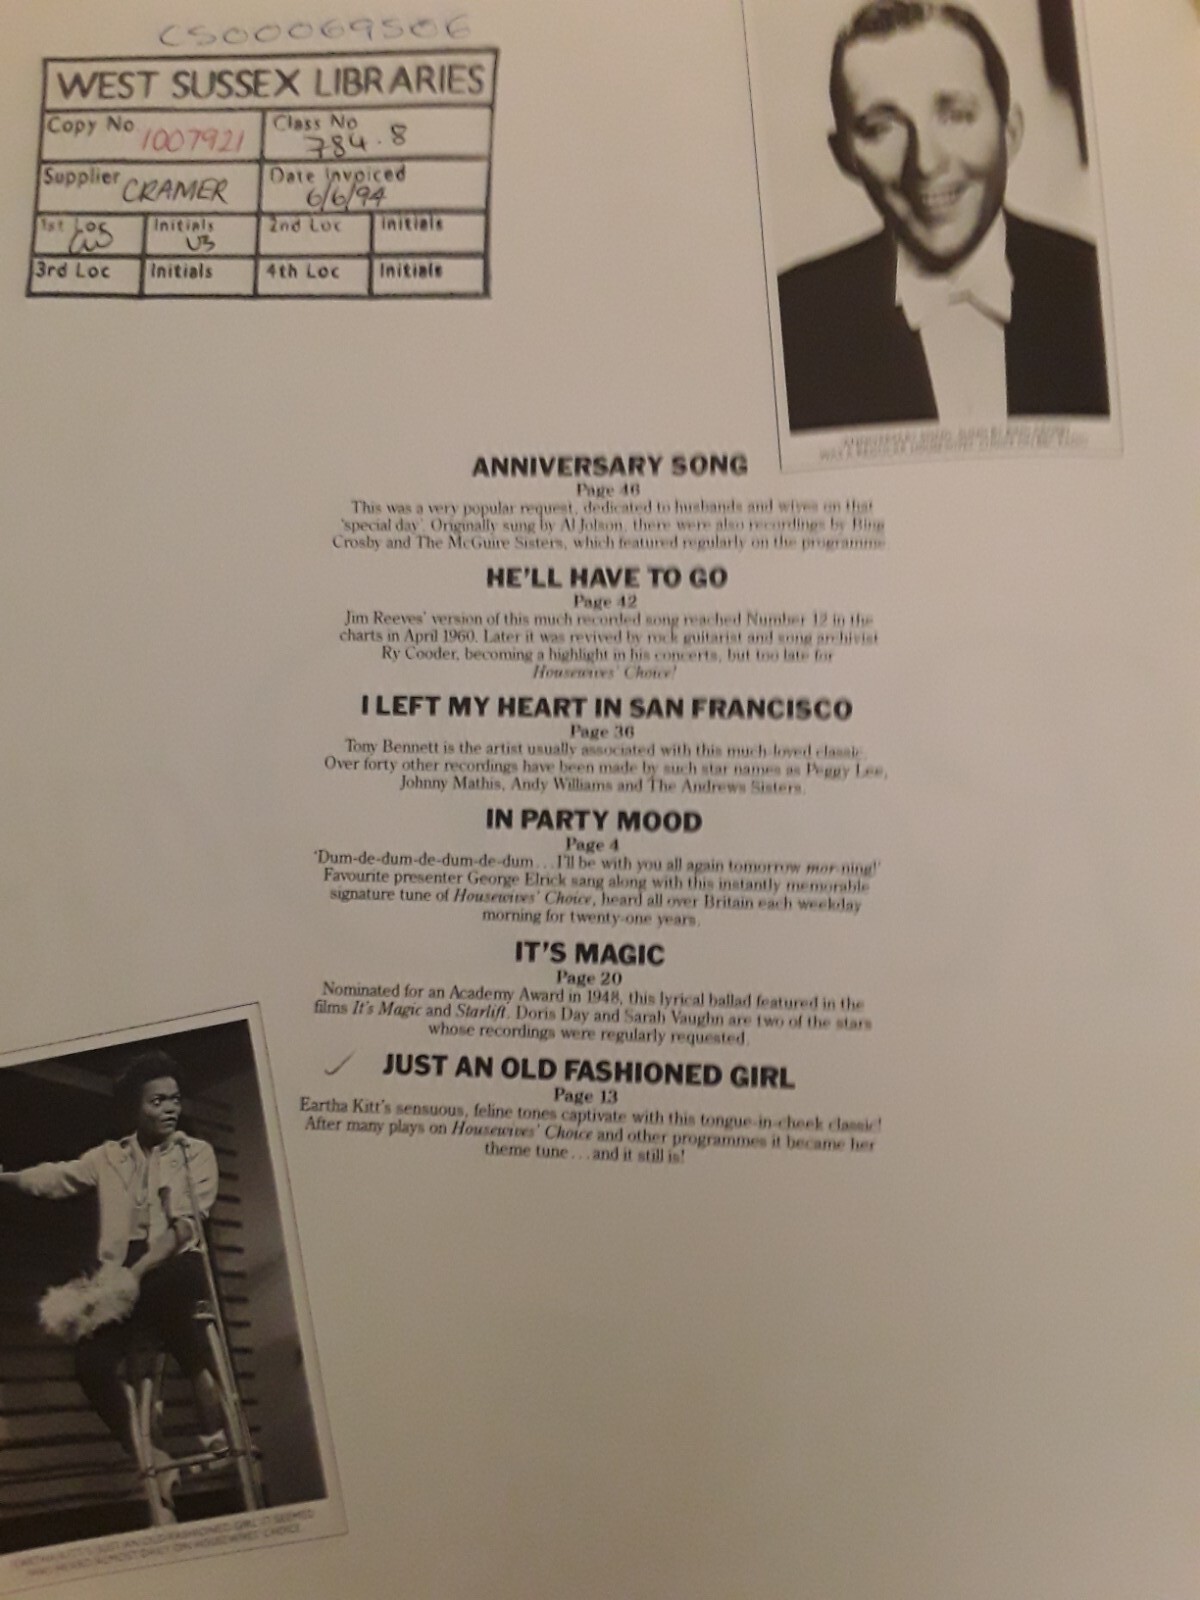 CS00069506
WEST SUSSEX LIBRARIES
Copy No 1007921
Class No 784.8
Supplier CRAMER
Date Invoiced 6/6/94
1st Loc
Initials
2nd Loc
Initials
3rd Loc
Initials
4th Loc
Initials
ANNIVERSARY SONG
Page 46
This was a very popular request, dedicated to husbands and wives on that
'special day'. Originally sung by Al Jolson, there were also recordings by Bing
Crosby and The McGuire Sisters, which featured regularly on the programme.
HE'LL HAVE TO GO
Page 42
Jim Reeves' version of this much recorded song reached Number 12 in the
charts in April 1960. Later it was revived by rock guitarist and song archivist
Ry Cooder, becoming a highlight in his concerts, but too late for
Housewives' Choice!
I LEFT MY HEART IN SAN FRANCISCO
Page 36
Tony Bennett is the artist usually associated with this much-loved classic.
Over forty other recordings have been made by such star names as Peggy Lee,
Johnny Mathis, Andy Williams and The Andrews Sisters.
IN PARTY MOOD
Page 4
'Dum-de-dum-de-dum-de-dum...I'll be with you all again tomorrow mor-ning!'
Favourite presenter George Elrick sang along with this instantly memorable
signature tune of Housewives' Choice, heard all over Britain each weekday
morning for twenty-one years.
IT'S MAGIC
Page 20
Nominated for an Academy Award in 1948, this lyrical ballad featured in the
films It's Magic and Starlift. Doris Day and Sarah Vaughn are two of the stars
whose recordings were regularly requested.
JUST AN OLD FASHIONED GIRL
Page 13
Eartha Kitt's sensuous, feline tones captivate with this tongue-in-cheek classic!
After many plays on Housewives' Choice and other programmes it became her
theme tune...and it still is!
EARTHA KITT'S JUST AN OLD FASHIONED GIRL IT SEEMED
ALMOST DAILY ON HOUSEWIVES' CHOICE